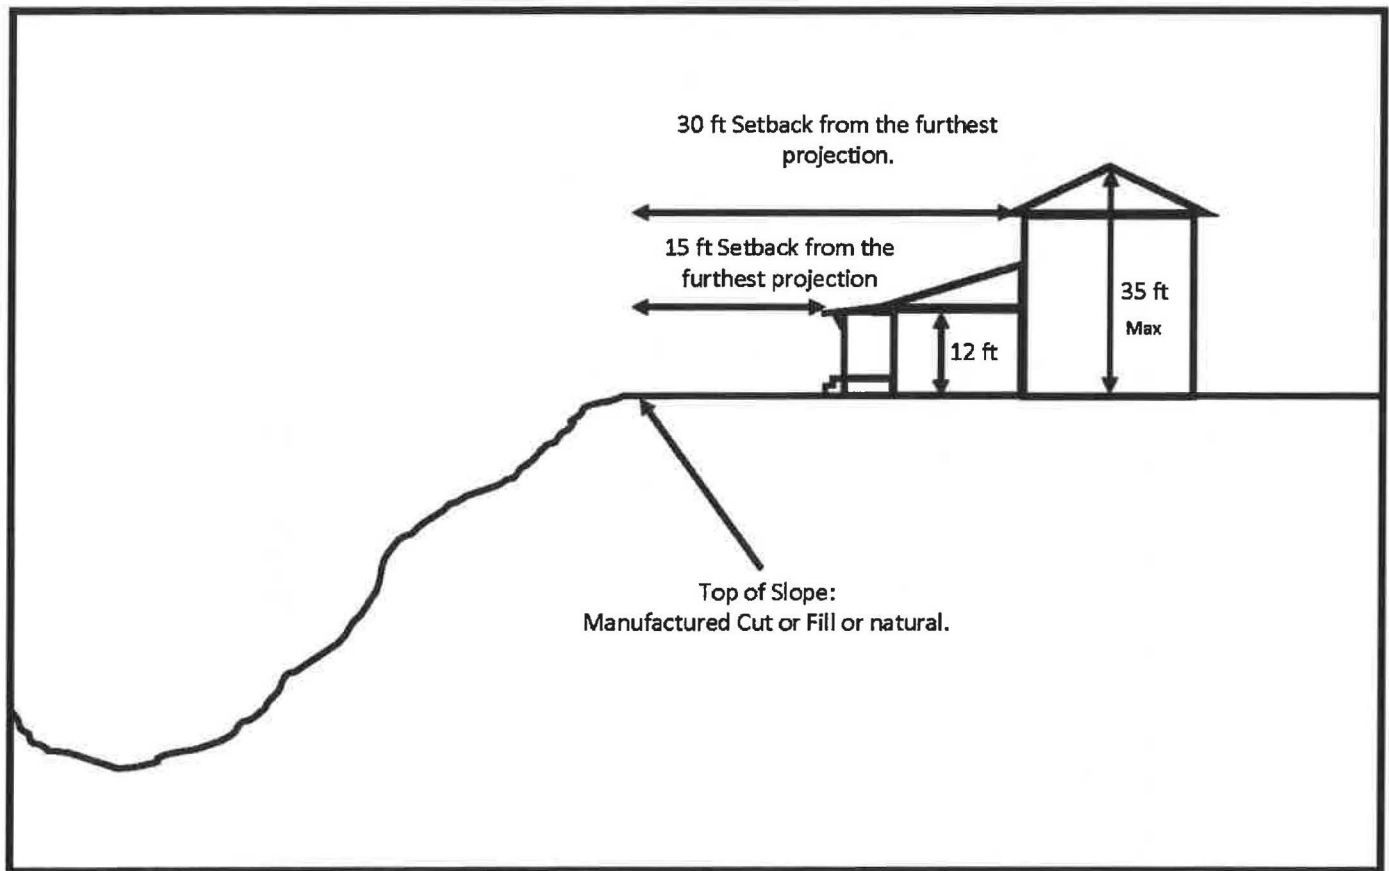 30 ft Setback from the furthest
projection.
15 ft Setback from the
furthest projection
35 ft
Max
12 ft
Top of Slope:
Manufactured Cut or Fill or natural.